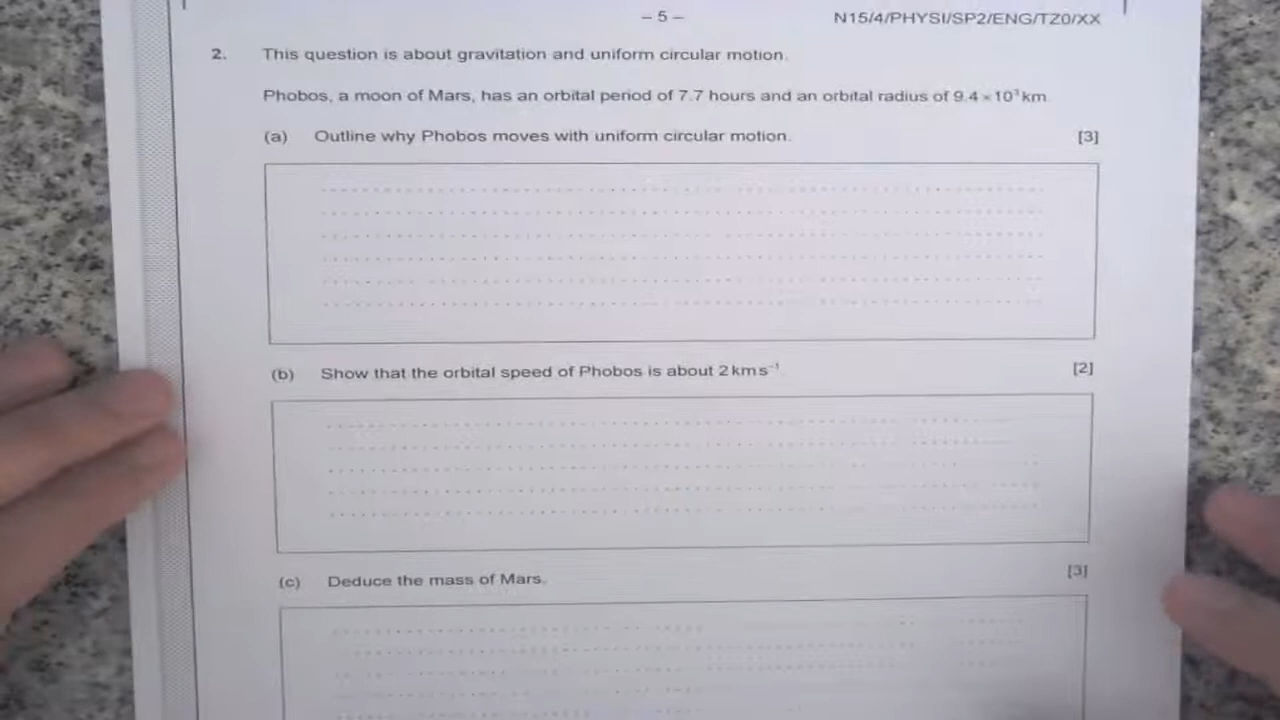 – 5 –
N15/4/PHYSI/SP2/ENG/TZ0/XX
2. This question is about gravitation and uniform circular motion.
Phobos, a moon of Mars, has an orbital period of 7.7 hours and an orbital radius of 9.4 × 10³ km.
(a) Outline why Phobos moves with uniform circular motion. [3]
(b) Show that the orbital speed of Phobos is about 2 km s⁻¹. [2]
(c) Deduce the mass of Mars. [3]